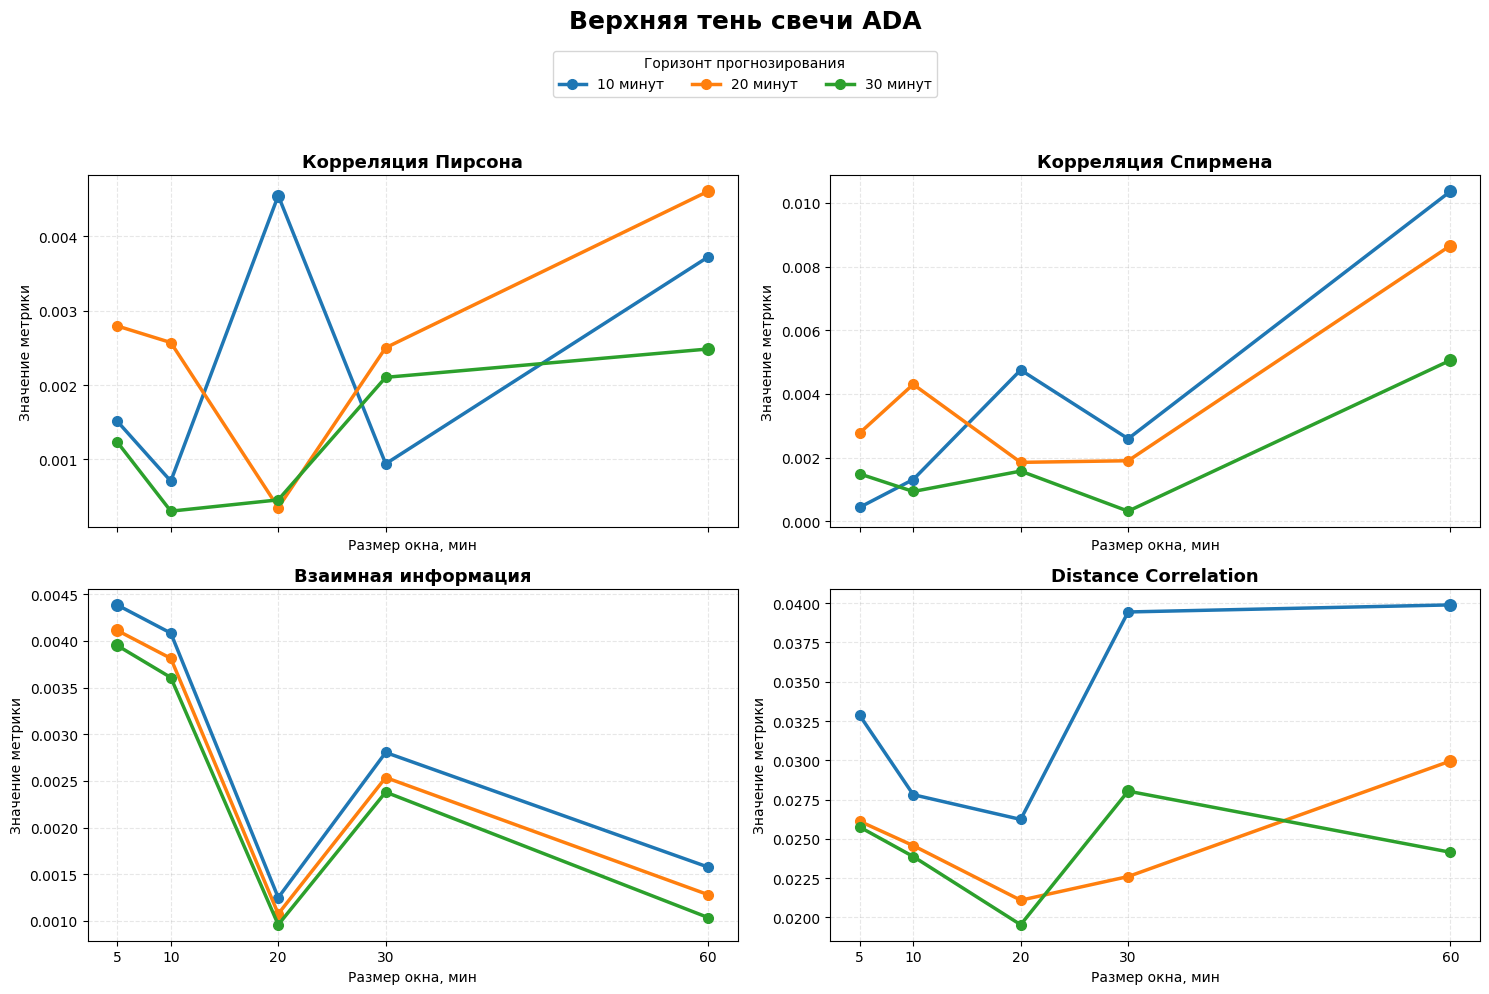 Верхняя тень свечи ADA
Горизонт прогнозирования
10 минут 20 минут 30 минут
Корреляция Пирсона
Значение метрики
0.004
0.003
0.002
0.001
Размер окна, мин
Корреляция Спирмена
Значение метрики
0.010
0.008
0.006
0.004
0.002
0.000
Размер окна, мин
Взаимная информация
Значение метрики
0.0045
0.0040
0.0035
0.0030
0.0025
0.0020
0.0015
0.0010
5 10 20 30 60
Размер окна, мин
Distance Correlation
Значение метрики
0.0400
0.0375
0.0350
0.0325
0.0300
0.0275
0.0250
0.0225
0.0200
5 10 20 30 60
Размер окна, мин